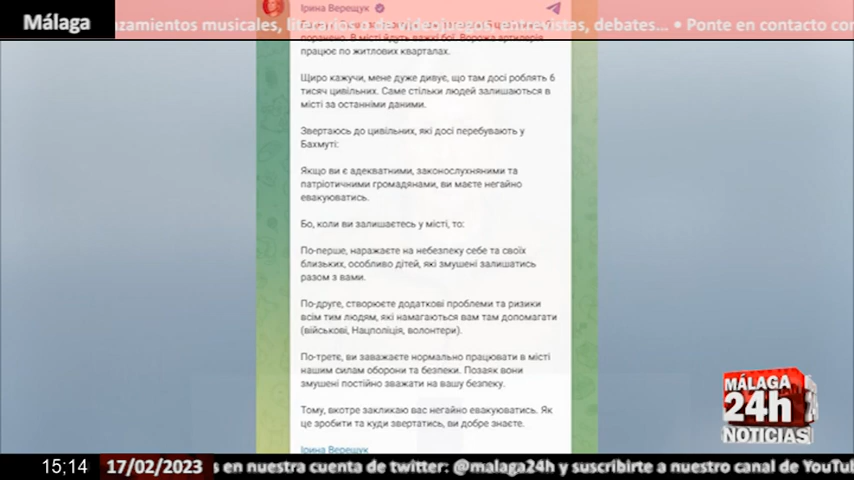 Málaga
nzamientos musicales, literarios o de videojuegos, entrevistas, debates... • Ponte en contacto con
Ірина Верещук
поранено. В місті йдуть важкі бої. Ворожа артилерія
працює по житлових кварталах.
Щиро кажучи, мене дуже дивує, що там досі роблять 6
тисяч цивільних. Саме стільки людей залишаються в
місті за останніми даними.
Звертаюсь до цивільних, які досі перебувають у
Бахмуті:
Якщо ви є адекватними, законослухняними та
патріотичними громадянами, ви маєте негайно
евакуюватись.
Бо, коли ви залишаєтесь у місті, то:
По-перше, наражаєте на небезпеку себе та своїх
близьких, особливо дітей, які змушені залишатись
разом з вами.
По-друге, створюєте додаткові проблеми та ризики
всім тим людям, які намагаються вам там допомагати
(військові, Нацполіція, волонтери).
По-третє, ви заважаєте нормально працювати в місті
нашим силам оборони та безпеки. Позаяк вони
змушені постійно зважати на вашу безпеку.
Тому, вкотре закликаю вас негайно евакуюватись. Як
це зробити та куди звертатись, ви добре знаєте.
Ірина Верещук
MÁLAGA
24h
NOTICIAS
15:14
17/02/2023
s en nuestra cuenta de twitter: @malaga24h y suscribirte a nuestro canal de YouTub